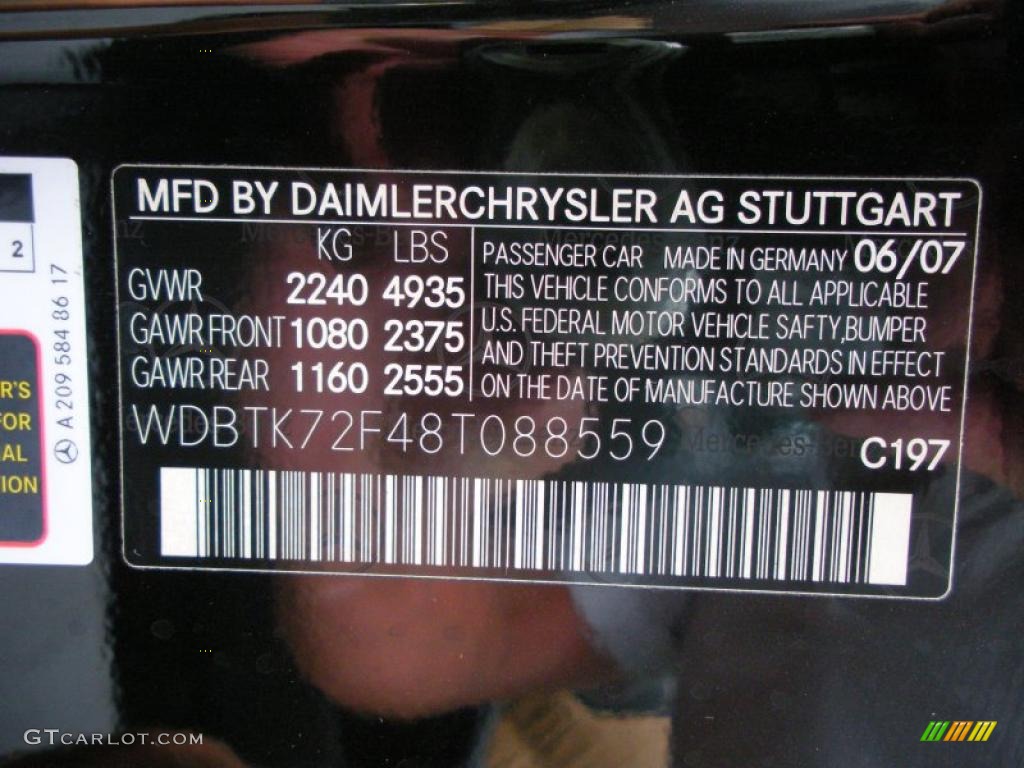 MFD BY DAIMLERCHRYSLER AG STUTTGART
KG LBS
GVWR 2240 4935
GAWR FRONT 1080 2375
GAWR REAR 1160 2555
PASSENGER CAR MADE IN GERMANY 06/07
THIS VEHICLE CONFORMS TO ALL APPLICABLE
U.S. FEDERAL MOTOR VEHICLE SAFTY,BUMPER
AND THEFT PREVENTION STANDARDS IN EFFECT
ON THE DATE OF MANUFACTURE SHOWN ABOVE
WDBTK72F48T088559
C197
2
A 209 584 86 17
R'S
FOR
AL
ION
Mercedes-Benz
GTCARLOT.COM